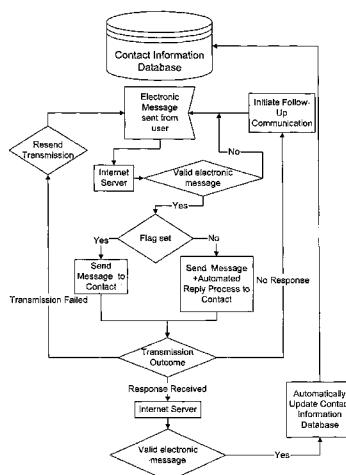 Contact Information
Database
Electronic
Message
sent from
user
Initiate Follow-
Up
Communication
Resend
Transmission
No
Internet
Server
Valid electronic
message
Yes
Flag set
Yes
No
Send
Message to
Contact
Send Message
+Automated
Reply Process to
Contact
No Response
Transmission Failed
Transmission
Outcome
Response Received
Internet Server
Automatically
Update Contact
Information
Database
Valid electronic
message
Yes